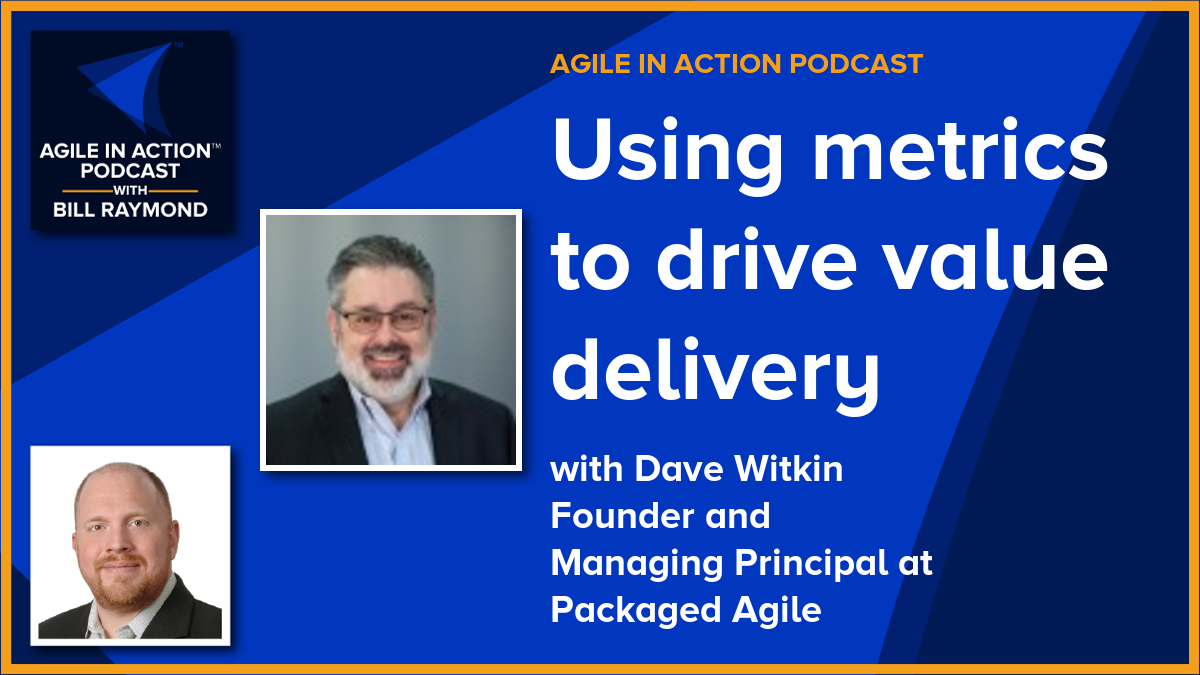 AGILE IN ACTION™
PODCAST
WITH
BILL RAYMOND
AGILE IN ACTION PODCAST
Using metrics
to drive value
delivery
with Dave Witkin
Founder and
Managing Principal at
Packaged Agile